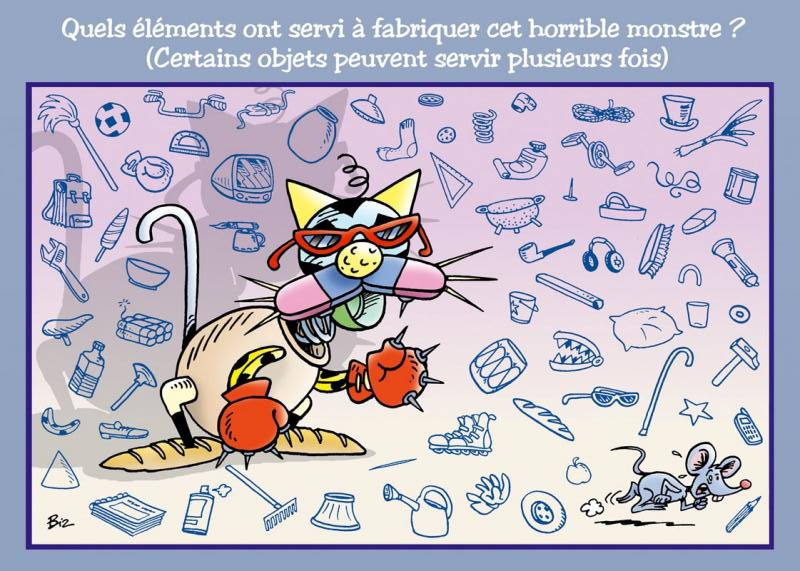 Quels éléments ont servi à fabriquer cet horrible monstre ?
(Certains objets peuvent servir plusieurs fois)
Biz